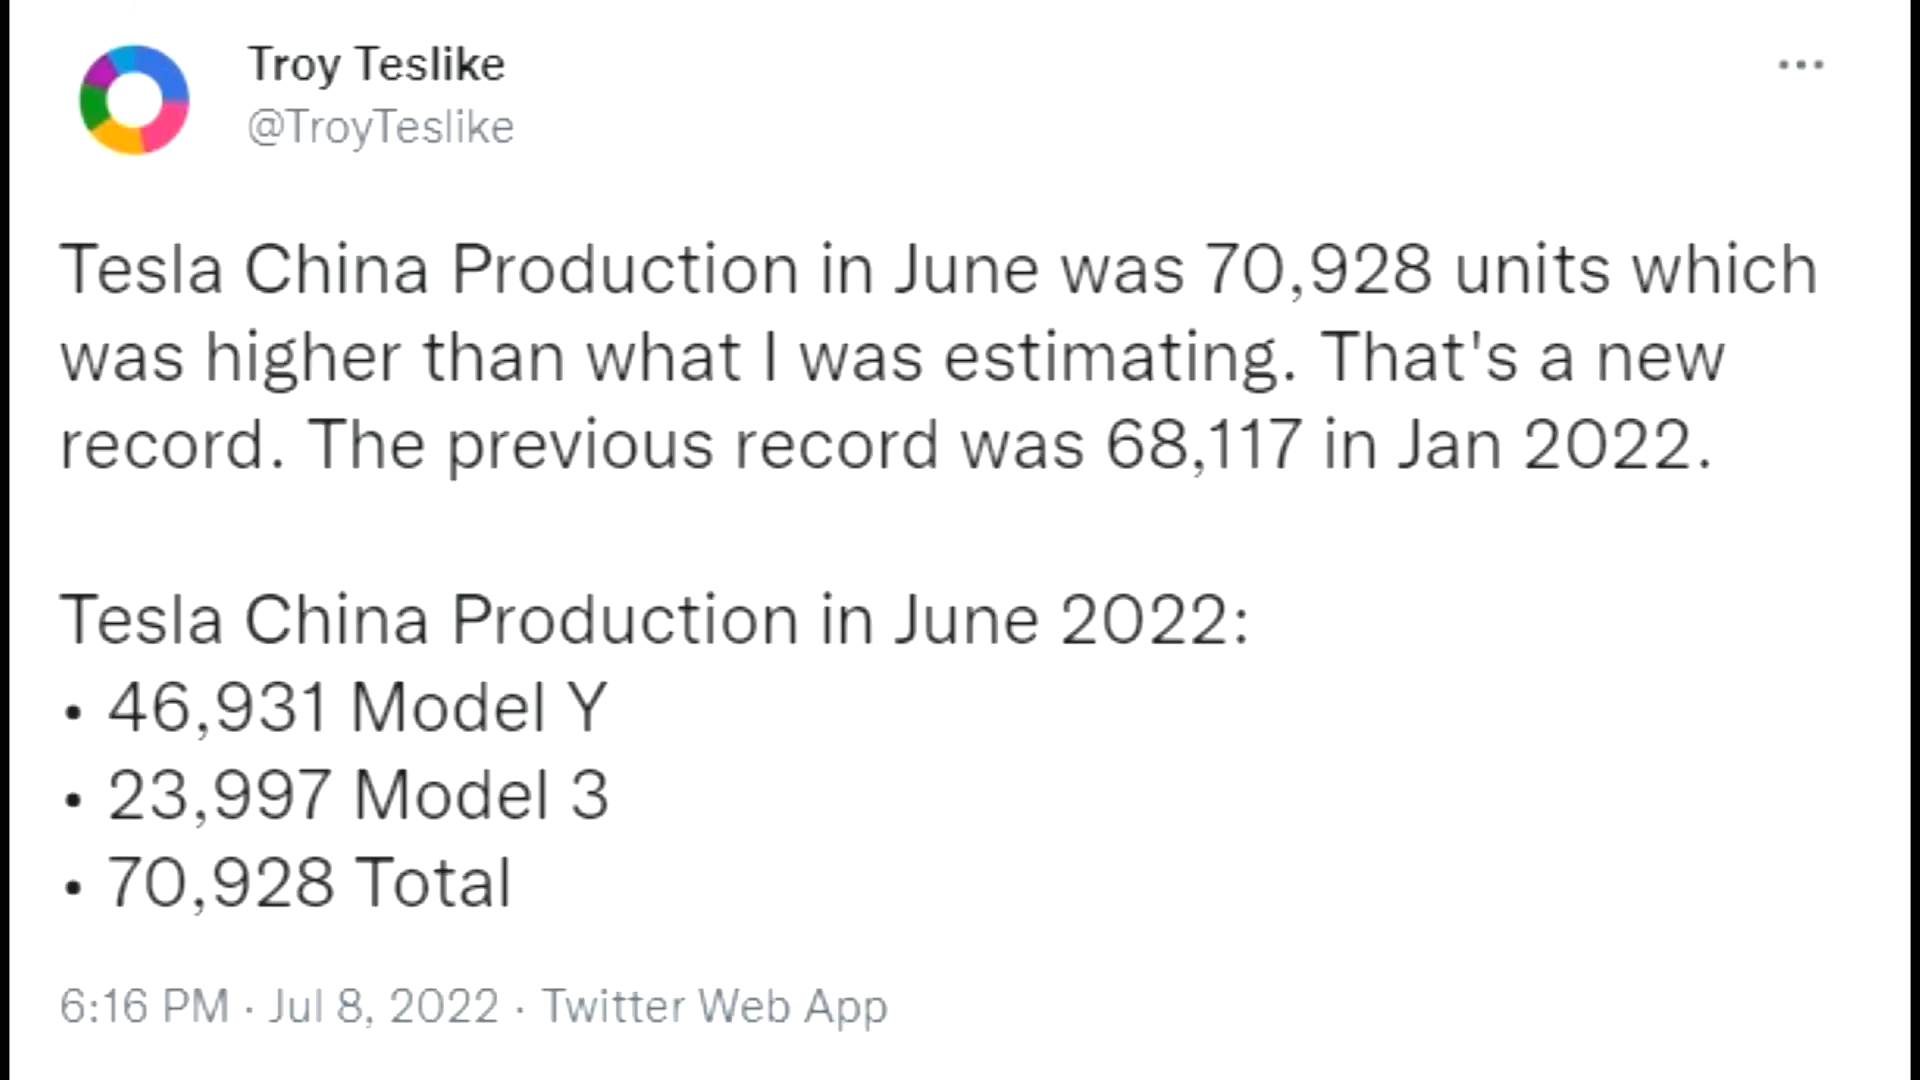 Troy Teslike
@TroyTeslike
Tesla China Production in June was 70,928 units which
was higher than what I was estimating. That's a new
record. The previous record was 68,117 in Jan 2022.
Tesla China Production in June 2022:
• 46,931 Model Y
• 23,997 Model 3
• 70,928 Total
6:16 PM · Jul 8, 2022 · Twitter Web App